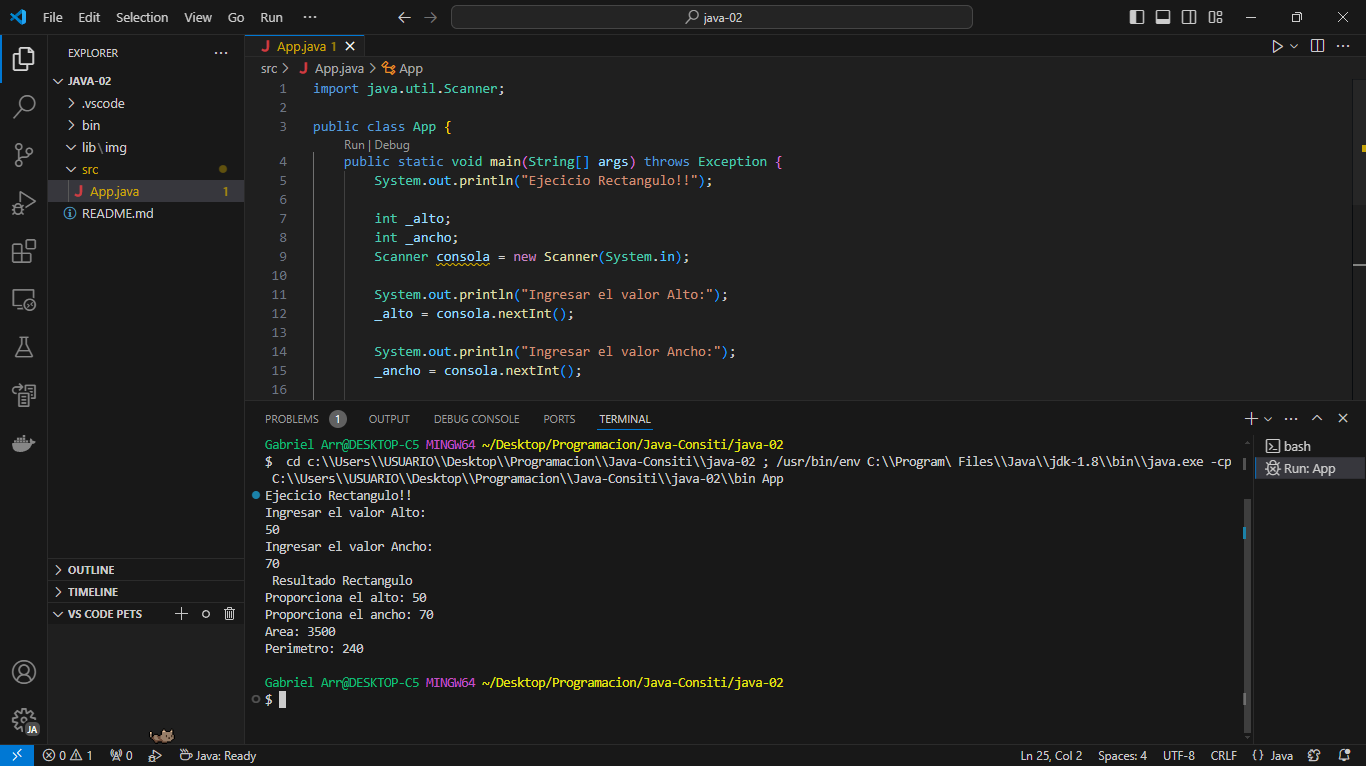 File Edit Selection View Go Run ··· java-02
EXPLORER ···
JAVA-02
.vscode
bin
lib\img
src
App.java 1
README.md
OUTLINE
TIMELINE
VS CODE PETS
App.java 1
src > App.java > App
1 import java.util.Scanner;
2
3 public class App {
Run | Debug
4 public static void main(String[] args) throws Exception {
5 System.out.println("Ejecicio Rectangulo!!");
6
7 int _alto;
8 int _ancho;
9 Scanner consola = new Scanner(System.in);
10
11 System.out.println("Ingresar el valor Alto:");
12 _alto = consola.nextInt();
13
14 System.out.println("Ingresar el valor Ancho:");
15 _ancho = consola.nextInt();
16
PROBLEMS 1 OUTPUT DEBUG CONSOLE PORTS TERMINAL
Gabriel Arr@DESKTOP-C5 MINGW64 ~/Desktop/Programacion/Java-Consiti/java-02
$ cd c:\\Users\\USUARIO\\Desktop\\Programacion\\Java-Consiti\\java-02 ; /usr/bin/env C:\\Program\ Files\\Java\\jdk-1.8\\bin\\java.exe -cp
C:\\Users\\USUARIO\\Desktop\\Programacion\\Java-Consiti\\java-02\\bin App
Ejecicio Rectangulo!!
Ingresar el valor Alto:
50
Ingresar el valor Ancho:
70
Resultado Rectangulo
Proporciona el alto: 50
Proporciona el ancho: 70
Area: 3500
Perimetro: 240
Gabriel Arr@DESKTOP-C5 MINGW64 ~/Desktop/Programacion/Java-Consiti/java-02
$
bash
Run: App
JA
0 1 0 Java: Ready Ln 25, Col 2 Spaces: 4 UTF-8 CRLF {} Java